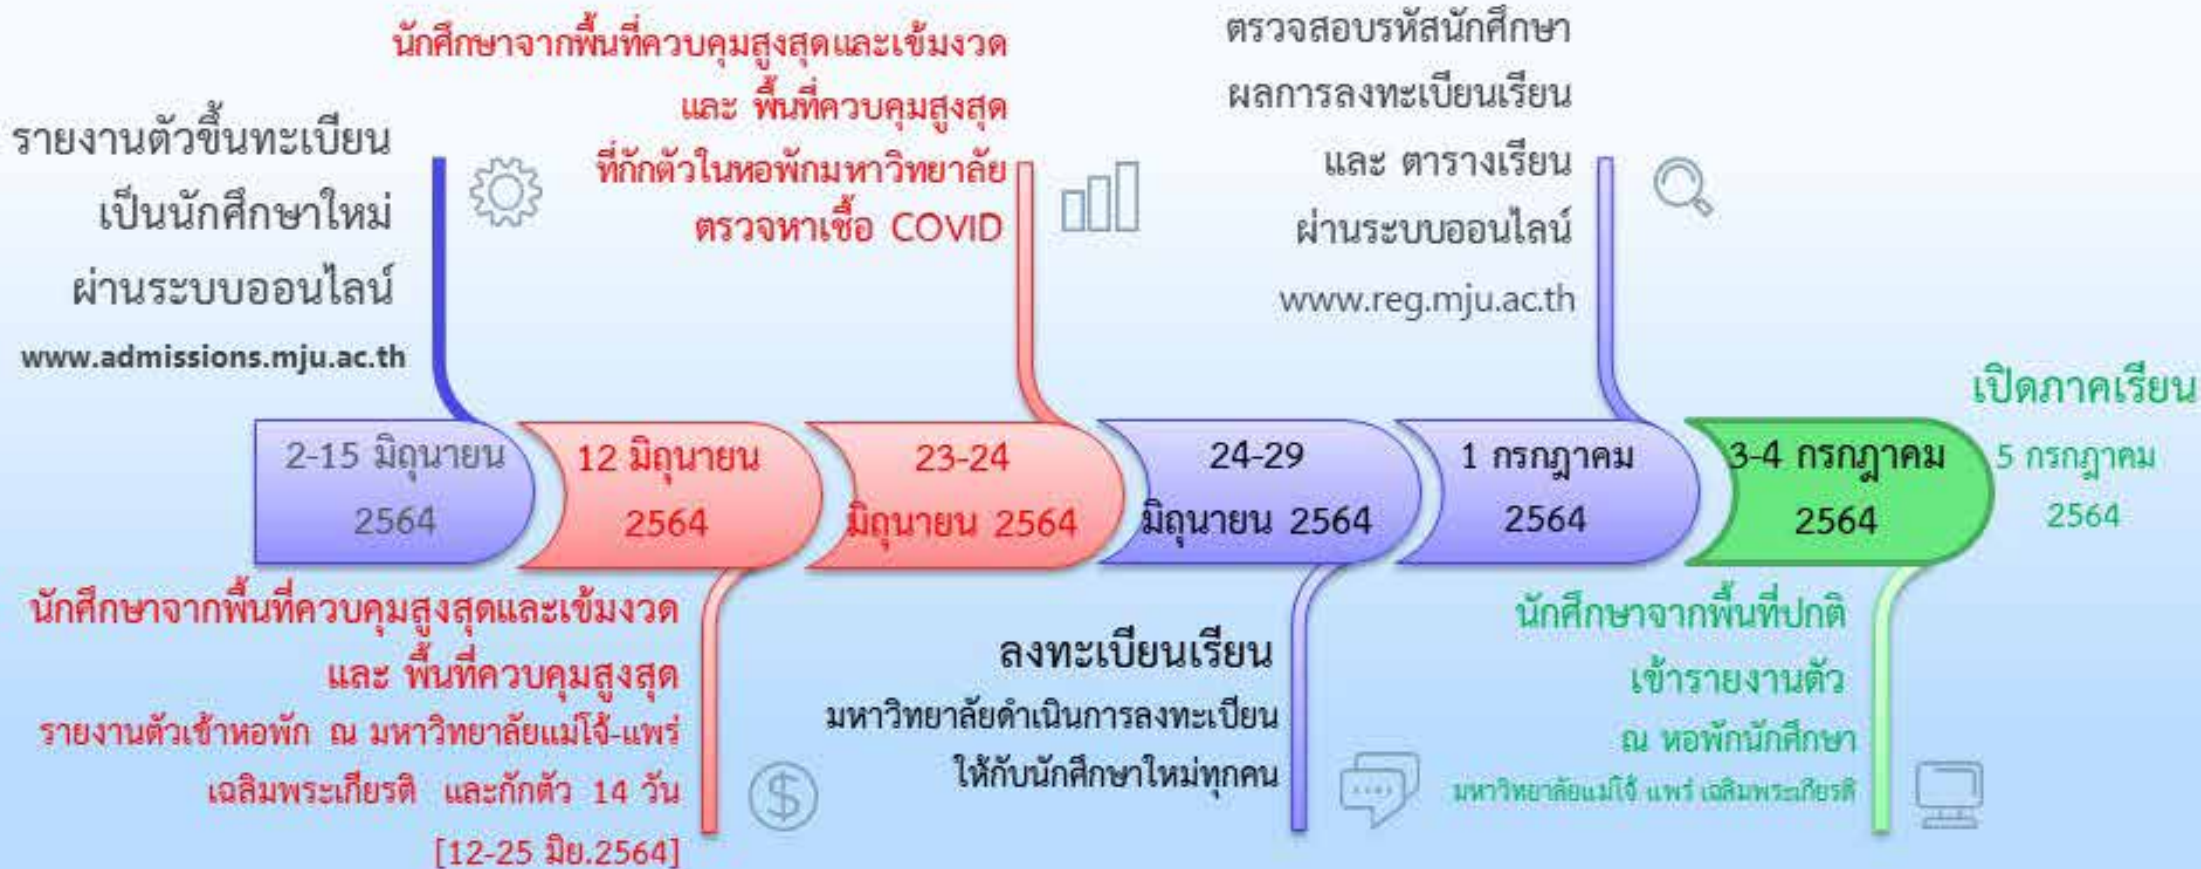 รายงานตัวขึ้นทะเบียน
เป็นนักศึกษาใหม่
ผ่านระบบออนไลน์
www.admissions.mju.ac.th
นักศึกษาจากพื้นที่ควบคุมสูงสุดและเข้มงวด
และ พื้นที่ควบคุมสูงสุด
ที่กักตัวในหอพักมหาวิทยาลัย
ตรวจหาเชื้อ COVID
ตรวจสอบรหัสนักศึกษา
ผลการลงทะเบียนเรียน
และ ตารางเรียน
ผ่านระบบออนไลน์
www.reg.mju.ac.th
2-15 มิถุนายน
2564
12 มิถุนายน
2564
23-24
มิถุนายน 2564
24-29
มิถุนายน 2564
1 กรกฎาคม
2564
3-4 กรกฎาคม
2564
เปิดภาคเรียน
5 กรกฎาคม
2564
นักศึกษาจากพื้นที่ควบคุมสูงสุดและเข้มงวด
และ พื้นที่ควบคุมสูงสุด
รายงานตัวเข้าหอพัก ณ มหาวิทยาลัยแม่โจ้-แพร่
เฉลิมพระเกียรติ และกักตัว 14 วัน
[12-25 มิย.2564]
ลงทะเบียนเรียน
มหาวิทยาลัยดำเนินการลงทะเบียน
ให้กับนักศึกษาใหม่ทุกคน
นักศึกษาจากพื้นที่ปกติ
เข้ารายงานตัว
ณ หอพักนักศึกษา
มหาวิทยาลัยแม่โจ้ แพร่ เฉลิมพระเกียรติ